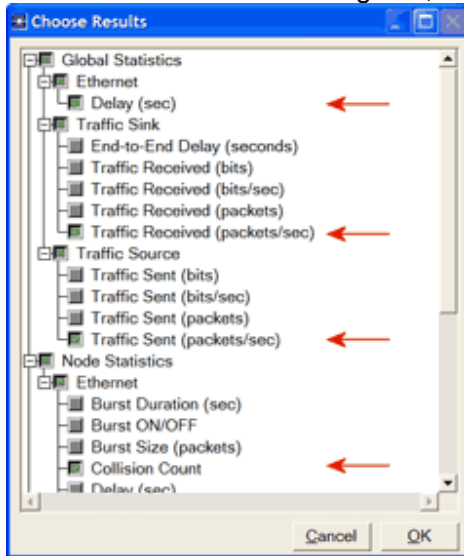 Choose Results
Global Statistics
Ethernet
Delay (sec)
Traffic Sink
End-to-End Delay (seconds)
Traffic Received (bits)
Traffic Received (bits/sec)
Traffic Received (packets)
Traffic Received (packets/sec)
Traffic Source
Traffic Sent (bits)
Traffic Sent (bits/sec)
Traffic Sent (packets)
Traffic Sent (packets/sec)
Node Statistics
Ethernet
Burst Duration (sec)
Burst ON/OFF
Burst Size (packets)
Collision Count
Delay (sec)
Cancel OK